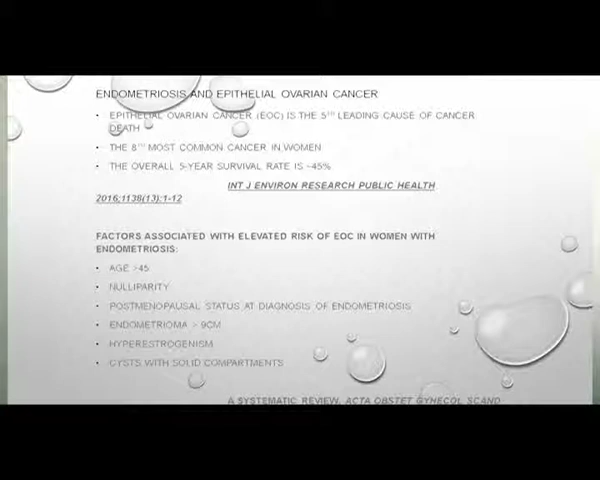 ENDOMETRIOSIS AND EPITHELIAL OVARIAN CANCER
• EPITHELIAL OVARIAN CANCER (EOC) IS THE 5TH LEADING CAUSE OF CANCER
DEATH
• THE 8TH MOST COMMON CANCER IN WOMEN
• THE OVERALL 5-YEAR SURVIVAL RATE IS ~45%
INT J ENVIRON RESEARCH PUBLIC HEALTH
2016;1138(13):1-12
FACTORS ASSOCIATED WITH ELEVATED RISK OF EOC IN WOMEN WITH
ENDOMETRIOSIS:
• AGE >45
• NULLIPARITY
• POSTMENOPAUSAL STATUS AT DIAGNOSIS OF ENDOMETRIOSIS
• ENDOMETRIOMA > 9CM
• HYPERESTROGENISM
• CYSTS WITH SOLID COMPARTMENTS
A SYSTEMATIC REVIEW. ACTA OBSTET GYNECOL SCAND